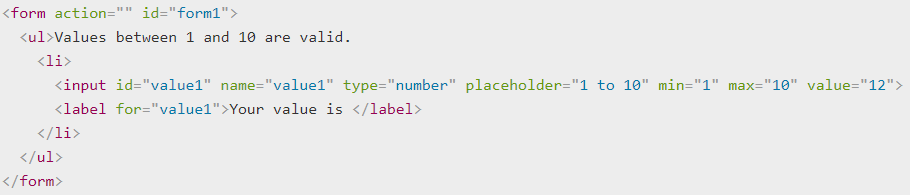 <form action="" id="form1">
  <ul>Values between 1 and 10 are valid.
    <li>
      <input id="value1" name="value1" type="number" placeholder="1 to 10" min="1" max="10" value="12">
      <label for="value1">Your value is </label>
    </li>
  </ul>
</form>